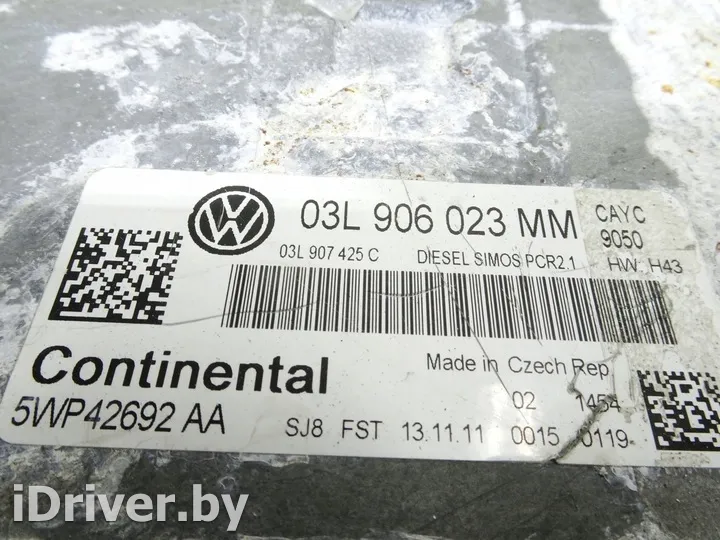 VW
03L 906 023 MM
CAYC
9050
03L 907 425 C DIESEL SIMOS PCR2.1 HW: H43
Continental
Made in Czech Rep.
5WP42692 AA
02 1454
SJ8 FST 13.11.11 0015 0119-
iDriver.by